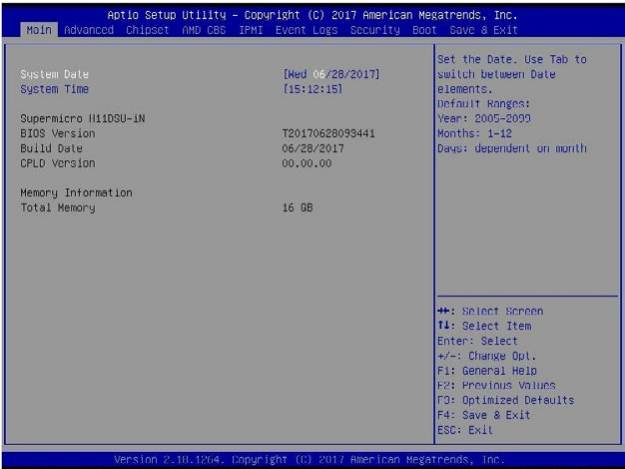 Aptio Setup Utility – Copyright (C) 2017 American Megatrends, Inc.
Main Advanced Chipset AMD CBS IPMI Event Logs Security Boot Save & Exit
System Date [Wed 06/28/2017]
System Time [15:12:15]
Supermicro H11DSU-iN
BIOS Version T20170628093441
Build Date 06/28/2017
CPLD Version 00.00.00
Memory Information
Total Memory 16 GB
Set the Date. Use Tab to
switch between Date
elements.
Default Ranges:
Year: 2005-2099
Months: 1-12
Days: dependent on month
→←: Select Screen
↑↓: Select Item
Enter: Select
+/-: Change Opt.
F1: General Help
F2: Previous Values
F3: Optimized Defaults
F4: Save & Exit
ESC: Exit
Version 2.18.1264. Copyright (C) 2017 American Megatrends, Inc.